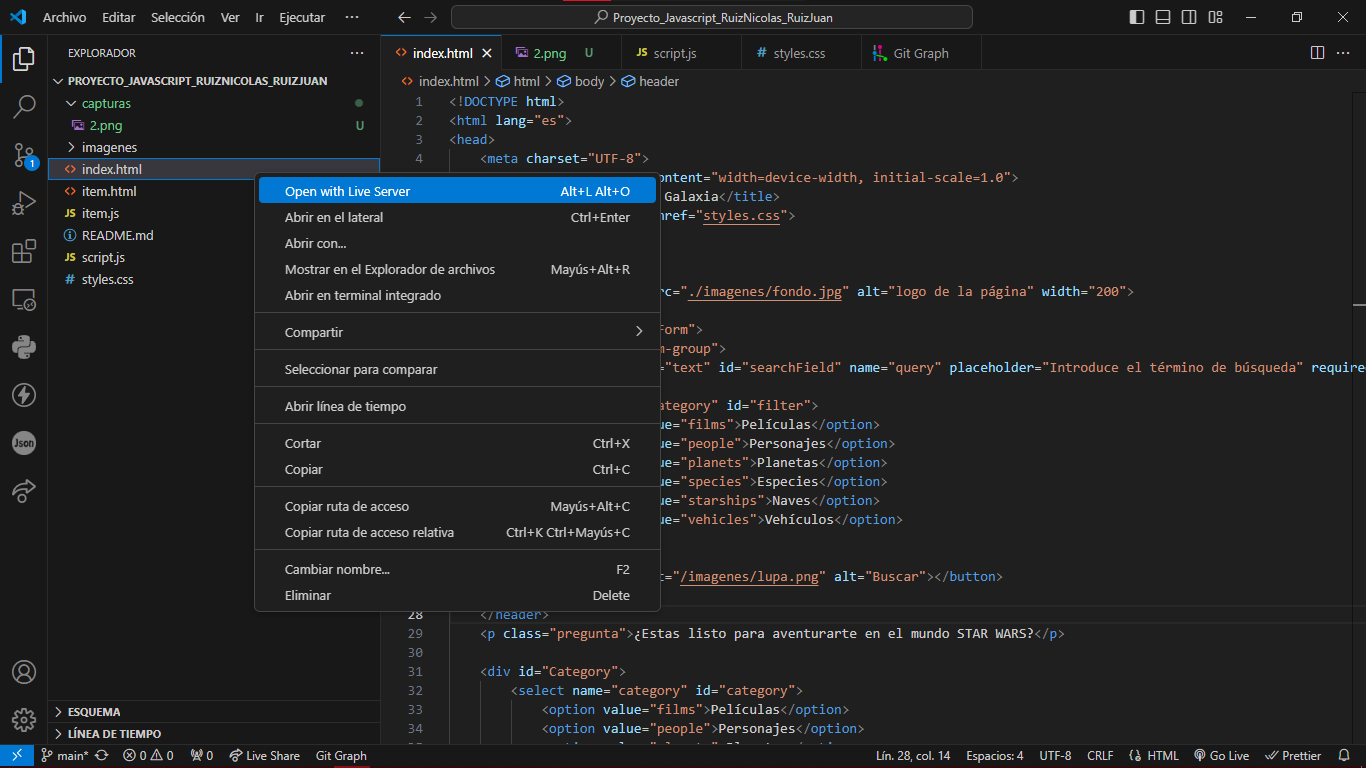 Archivo Editar Selección Ver Ir Ejecutar ··· Proyecto_Javascript_RuizNicolas_RuizJuan
EXPLORADOR ···
PROYECTO_JAVASCRIPT_RUIZNICOLAS_RUIZJUAN
capturas
2.png U
imagenes
index.html
item.html
JS item.js
README.md
JS script.js
# styles.css
ESQUEMA
LÍNEA DE TIEMPO
index.html 2.png U JS script.js # styles.css Git Graph ···
index.html > html > body > header
1 <!DOCTYPE html>
2 <html lang="es">
3 <head>
4 <meta charset="UTF-8">
ontent="width=device-width, initial-scale=1.0">
Galaxia</title>
href="styles.css">
rc="./imagenes/fondo.jpg" alt="logo de la página" width="200">
Form">
m-group">
="text" id="searchField" name="query" placeholder="Introduce el término de búsqueda" require
ategory" id="filter">
ue="films">Películas</option>
ue="people">Personajes</option>
ue="planets">Planetas</option>
ue="species">Especies</option>
ue="starships">Naves</option>
ue="vehicles">Vehículos</option>
c="/imagenes/lupa.png" alt="Buscar"></button>
28 </header>
29 <p class="pregunta">¿Estas listo para aventurarte en el mundo STAR WARS?</p>
30
31 <div id="Category">
32 <select name="category" id="category">
33 <option value="films">Películas</option>
34 <option value="people">Personajes</option>
Open with Live Server Alt+L Alt+O
Abrir en el lateral Ctrl+Enter
Abrir con...
Mostrar en el Explorador de archivos Mayús+Alt+R
Abrir en terminal integrado
Compartir
Seleccionar para comparar
Abrir línea de tiempo
Cortar Ctrl+X
Copiar Ctrl+C
Copiar ruta de acceso Mayús+Alt+C
Copiar ruta de acceso relativa Ctrl+K Ctrl+Mayús+C
Cambiar nombre... F2
Eliminar Delete
1
Json
main* 0 0 0 Live Share Git Graph Lín. 28, col. 14 Espacios: 4 UTF-8 CRLF HTML Go Live Prettier